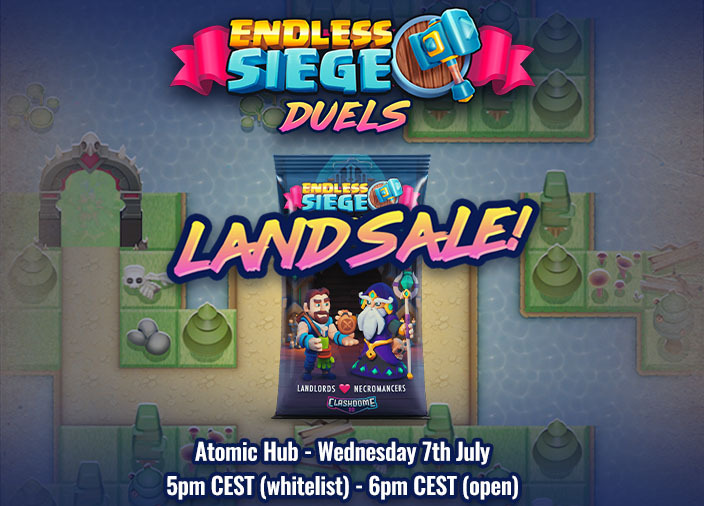 ENDLESS
SIEGE
DUELS
ENDLESS
SIEGE
LAND SALE!
LANDLORDS ❤ NECROMANCERS
CLASHDOME
Atomic Hub - Wednesday 7th July
5pm CEST (whitelist) - 6pm CEST (open)